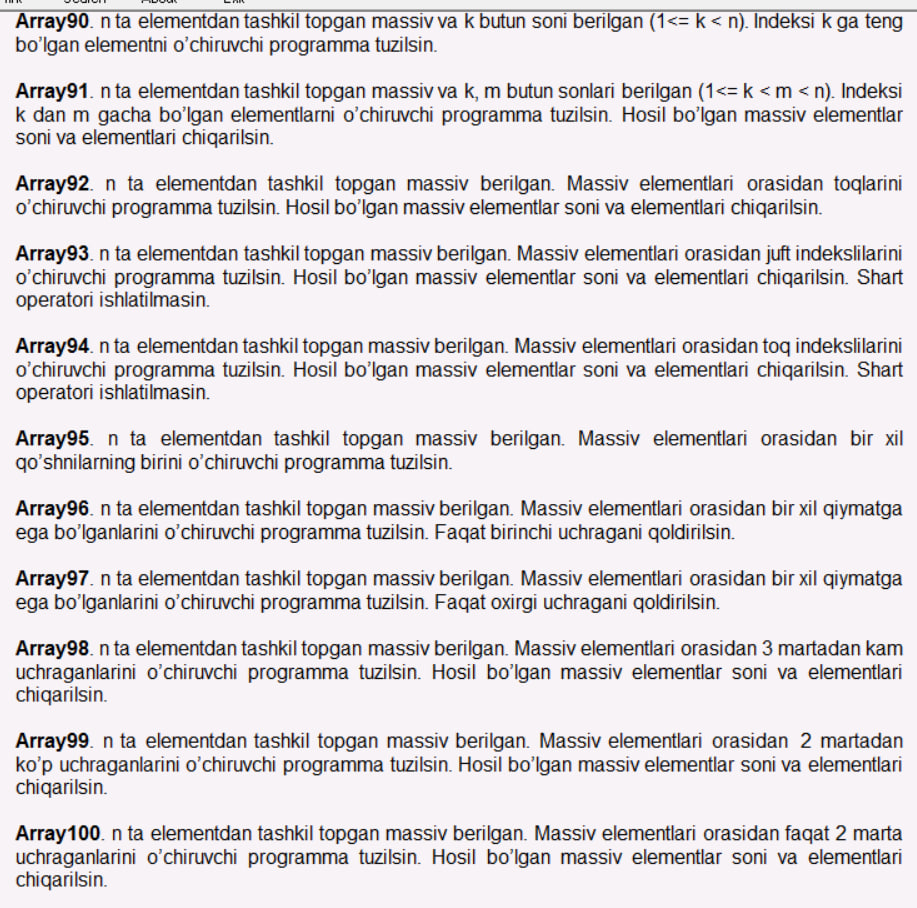 Array90. n ta elementdan tashkil topgan massiv va k butun soni berilgan (1<= k < n). Indeksi k ga teng
bo’lgan elementni o’chiruvchi programma tuzilsin.
Array91. n ta elementdan tashkil topgan massiv va k, m butun sonlari berilgan (1<= k < m < n). Indeksi
k dan m gacha bo’lgan elementlarni o’chiruvchi programma tuzilsin. Hosil bo’lgan massiv elementlar
soni va elementlari chiqarilsin.
Array92. n ta elementdan tashkil topgan massiv berilgan. Massiv elementlari orasidan toqlarini
o’chiruvchi programma tuzilsin. Hosil bo’lgan massiv elementlar soni va elementlari chiqarilsin.
Array93. n ta elementdan tashkil topgan massiv berilgan. Massiv elementlari orasidan juft indekslilarini
o’chiruvchi programma tuzilsin. Hosil bo’lgan massiv elementlar soni va elementlari chiqarilsin. Shart
operatori ishlatilmasin.
Array94. n ta elementdan tashkil topgan massiv berilgan. Massiv elementlari orasidan toq indekslilarini
o’chiruvchi programma tuzilsin. Hosil bo’lgan massiv elementlar soni va elementlari chiqarilsin. Shart
operatori ishlatilmasin.
Array95. n ta elementdan tashkil topgan massiv berilgan. Massiv elementlari orasidan bir xil
qo’shnilarning birini o’chiruvchi programma tuzilsin.
Array96. n ta elementdan tashkil topgan massiv berilgan. Massiv elementlari orasidan bir xil qiymatga
ega bo’lganlarini o’chiruvchi programma tuzilsin. Faqat birinchi uchragani qoldirilsin.
Array97. n ta elementdan tashkil topgan massiv berilgan. Massiv elementlari orasidan bir xil qiymatga
ega bo’lganlarini o’chiruvchi programma tuzilsin. Faqat oxirgi uchragani qoldirilsin.
Array98. n ta elementdan tashkil topgan massiv berilgan. Massiv elementlari orasidan 3 martadan kam
uchraganlarini o’chiruvchi programma tuzilsin. Hosil bo’lgan massiv elementlar soni va elementlari
chiqarilsin.
Array99. n ta elementdan tashkil topgan massiv berilgan. Massiv elementlari orasidan 2 martadan
ko’p uchraganlarini o’chiruvchi programma tuzilsin. Hosil bo’lgan massiv elementlar soni va elementlari
chiqarilsin.
Array100. n ta elementdan tashkil topgan massiv berilgan. Massiv elementlari orasidan faqat 2 marta
uchraganlarini o’chiruvchi programma tuzilsin. Hosil bo’lgan massiv elementlar soni va elementlari
chiqarilsin.